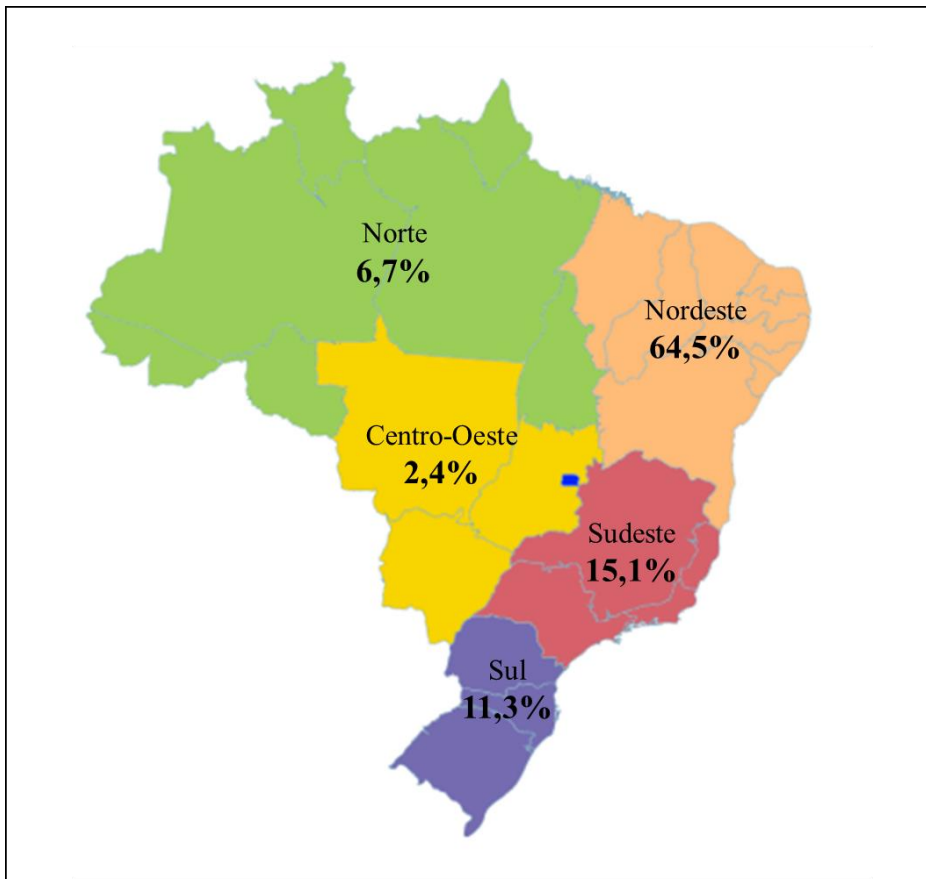 Norte
6,7%
Nordeste
64,5%
Centro-Oeste
2,4%
Sudeste
15,1%
Sul
11,3%